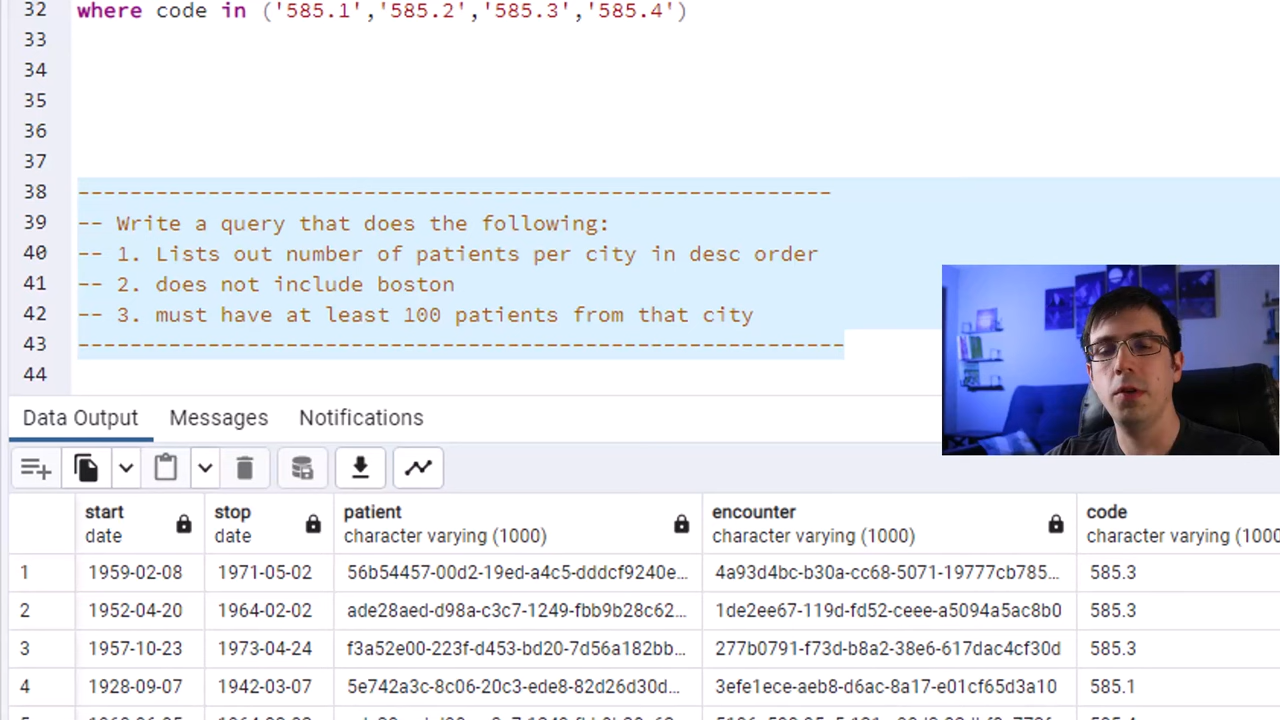 32 where code in ('585.1','585.2','585.3','585.4')
33
34
35
36
37
38 ----------------------------------------------------------
39 -- Write a query that does the following:
40 -- 1. Lists out number of patients per city in desc order
41 -- 2. does not include boston
42 -- 3. must have at least 100 patients from that city
43 -----------------------------------------------------------
44
Data Output Messages Notifications
start stop patient encounter code
date date character varying (1000) character varying (1000) character varying (1000
1 1959-02-08 1971-05-02 56b54457-00d2-19ed-a4c5-dddcf9240e... 4a93d4bc-b30a-cc68-5071-19777cb785... 585.3
2 1952-04-20 1964-02-02 ade28aed-d98a-c3c7-1249-fbb9b28c62... 1de2ee67-119d-fd52-ceee-a5094a5ac8b0 585.3
3 1957-10-23 1973-04-24 f3a52e00-223f-d453-bd20-7d56a182bb... 277b0791-f73d-b8a2-38e6-617dac4cf30d 585.3
4 1928-09-07 1942-03-07 5e742a3c-8c06-20c3-ede8-82d26d30d... 3efe1ece-aeb8-d6ac-8a17-e01cf65d3a10 585.1